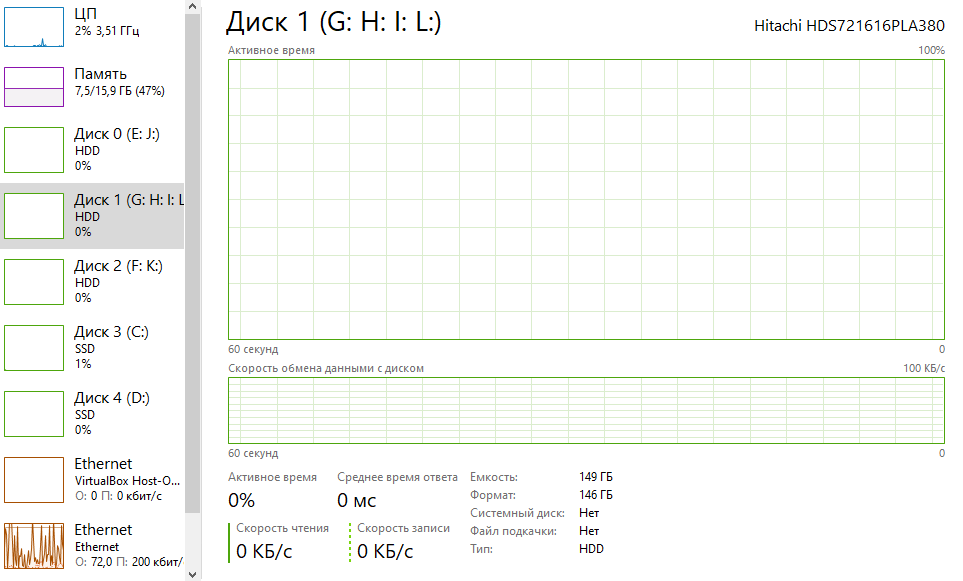 ЦП
2% 3,51 ГГц
Память
7,5/15,9 ГБ (47%)
Диск 0 (E: J:)
HDD
0%
Диск 1 (G: H: I: L
HDD
0%
Диск 2 (F: K:)
HDD
0%
Диск 3 (C:)
SSD
1%
Диск 4 (D:)
SSD
0%
Ethernet
VirtualBox Host-O...
О: 0 П: 0 кбит/с
Ethernet
Ethernet
О: 72,0 П: 200 кбит/
Диск 1 (G: H: I: L:)
Hitachi HDS721616PLA380
Активное время
100%
60 секунд
0
Скорость обмена данными с диском
100 КБ/с
60 секунд
0
Активное время
0%
Среднее время ответа
0 мс
Скорость чтения
0 КБ/с
Скорость записи
0 КБ/с
Емкость: 149 ГБ
Формат: 146 ГБ
Системный диск: Нет
Файл подкачки: Нет
Тип: HDD